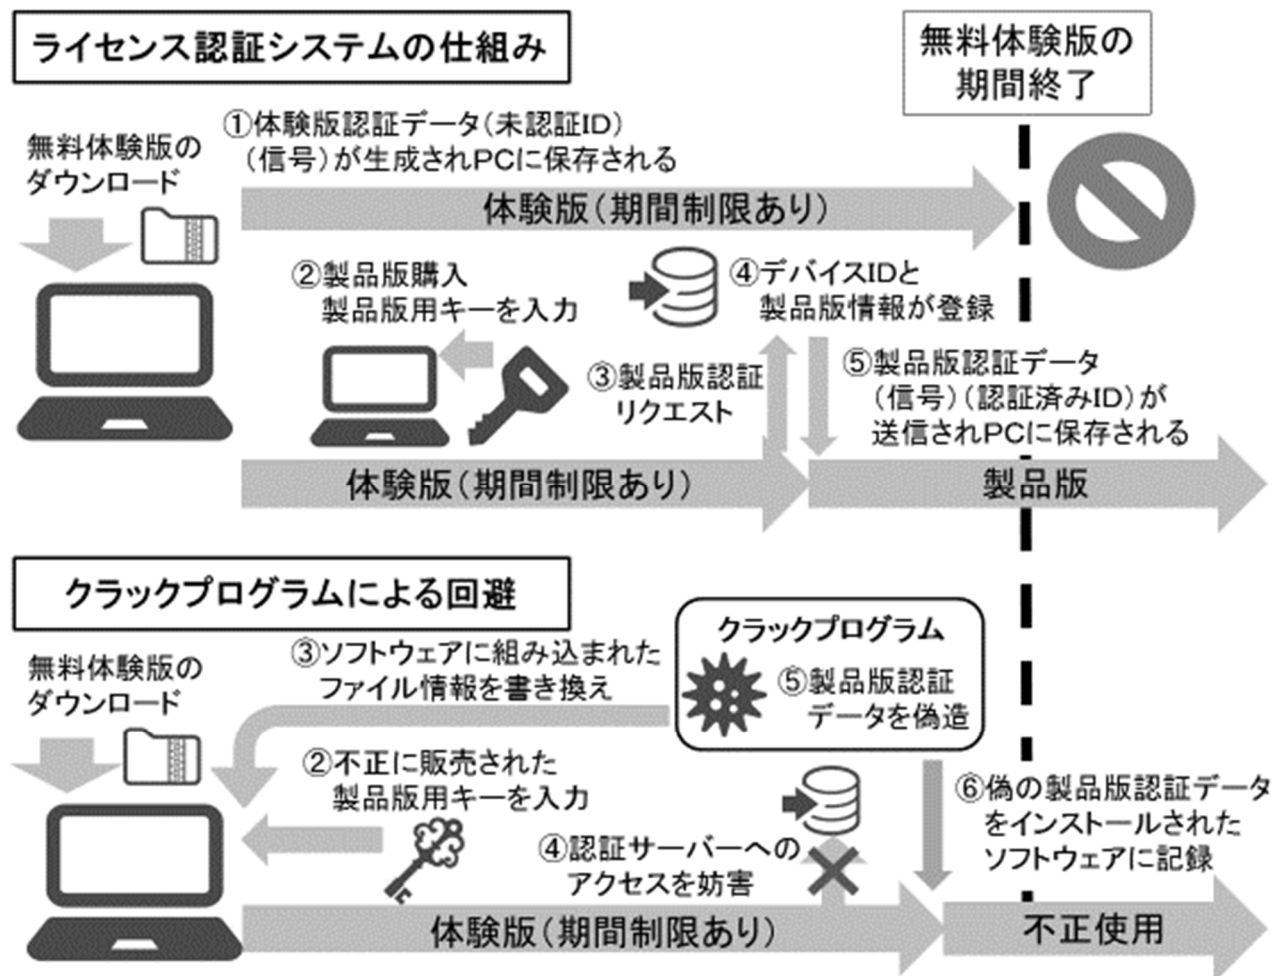 ライセンス認証システムの仕組み
無料体験版の
期間終了
無料体験版の
ダウンロード
①体験版認証データ（未認証ID）
（信号）が生成されPCに保存される
体験版（期間制限あり）
②製品版購入
製品版用キーを入力
③製品版認証
リクエスト
④デバイスIDと
製品版情報が登録
⑤製品版認証データ
（信号）（認証済みID）が
送信されPCに保存される
体験版（期間制限あり）
製品版
クラックプログラムによる回避
無料体験版の
ダウンロード
②不正に販売された
製品版用キーを入力
③ソフトウェアに組み込まれた
ファイル情報を書き換え
④認証サーバーへの
アクセスを妨害
クラックプログラム
⑤製品版認証
データを偽造
⑥偽の製品版認証データ
をインストールされた
ソフトウェアに記録
体験版（期間制限あり）
不正使用